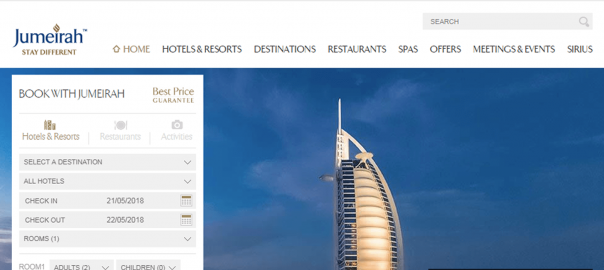 SEARCH
Jumeirah™
STAY DIFFERENT
HOME HOTELS & RESORTS DESTINATIONS RESTAURANTS SPAS OFFERS MEETINGS & EVENTS SIRIUS
BOOK WITH JUMEIRAH
Best Price
GUARANTEE
Hotels & Resorts Restaurants Activities
SELECT A DESTINATION
ALL HOTELS
CHECK IN 21/05/2018
CHECK OUT 22/05/2018
ROOMS (1)
ROOM1 ADULTS (2) CHILDREN (0)